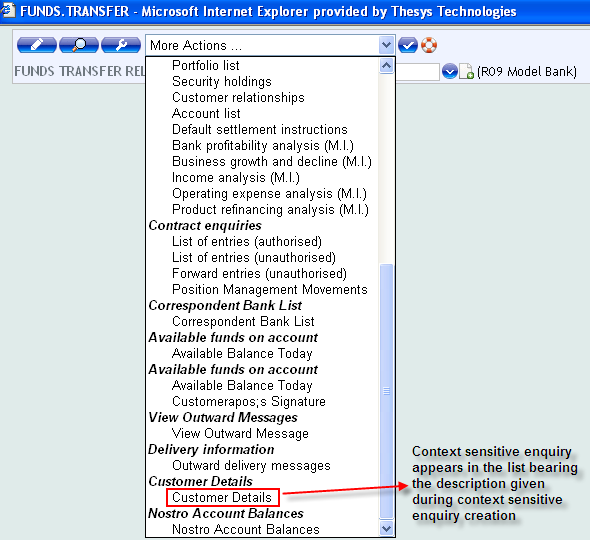 FUNDS.TRANSFER - Microsoft Internet Explorer provided by Thesys Technologies
More Actions ...
FUNDS TRANSFER REL
(R09 Model Bank)
Portfolio list
Security holdings
Customer relationships
Account list
Default settlement instructions
Bank profitability analysis (M.I.)
Business growth and decline (M.I.)
Income analysis (M.I.)
Operating expense analysis (M.I.)
Product refinancing analysis (M.I.)
Contract enquiries
List of entries (authorised)
List of entries (unauthorised)
Forward entries (unauthorised)
Position Management Movements
Correspondent Bank List
Correspondent Bank List
Available funds on account
Available Balance Today
Available funds on account
Available Balance Today
Customerapos;s Signature
View Outward Messages
View Outward Message
Delivery information
Outward delivery messages
Customer Details
Customer Details
Nostro Account Balances
Nostro Account Balances
Context sensitive enquiry
appears in the list bearing
the description given
during context sensitive
enquiry creation